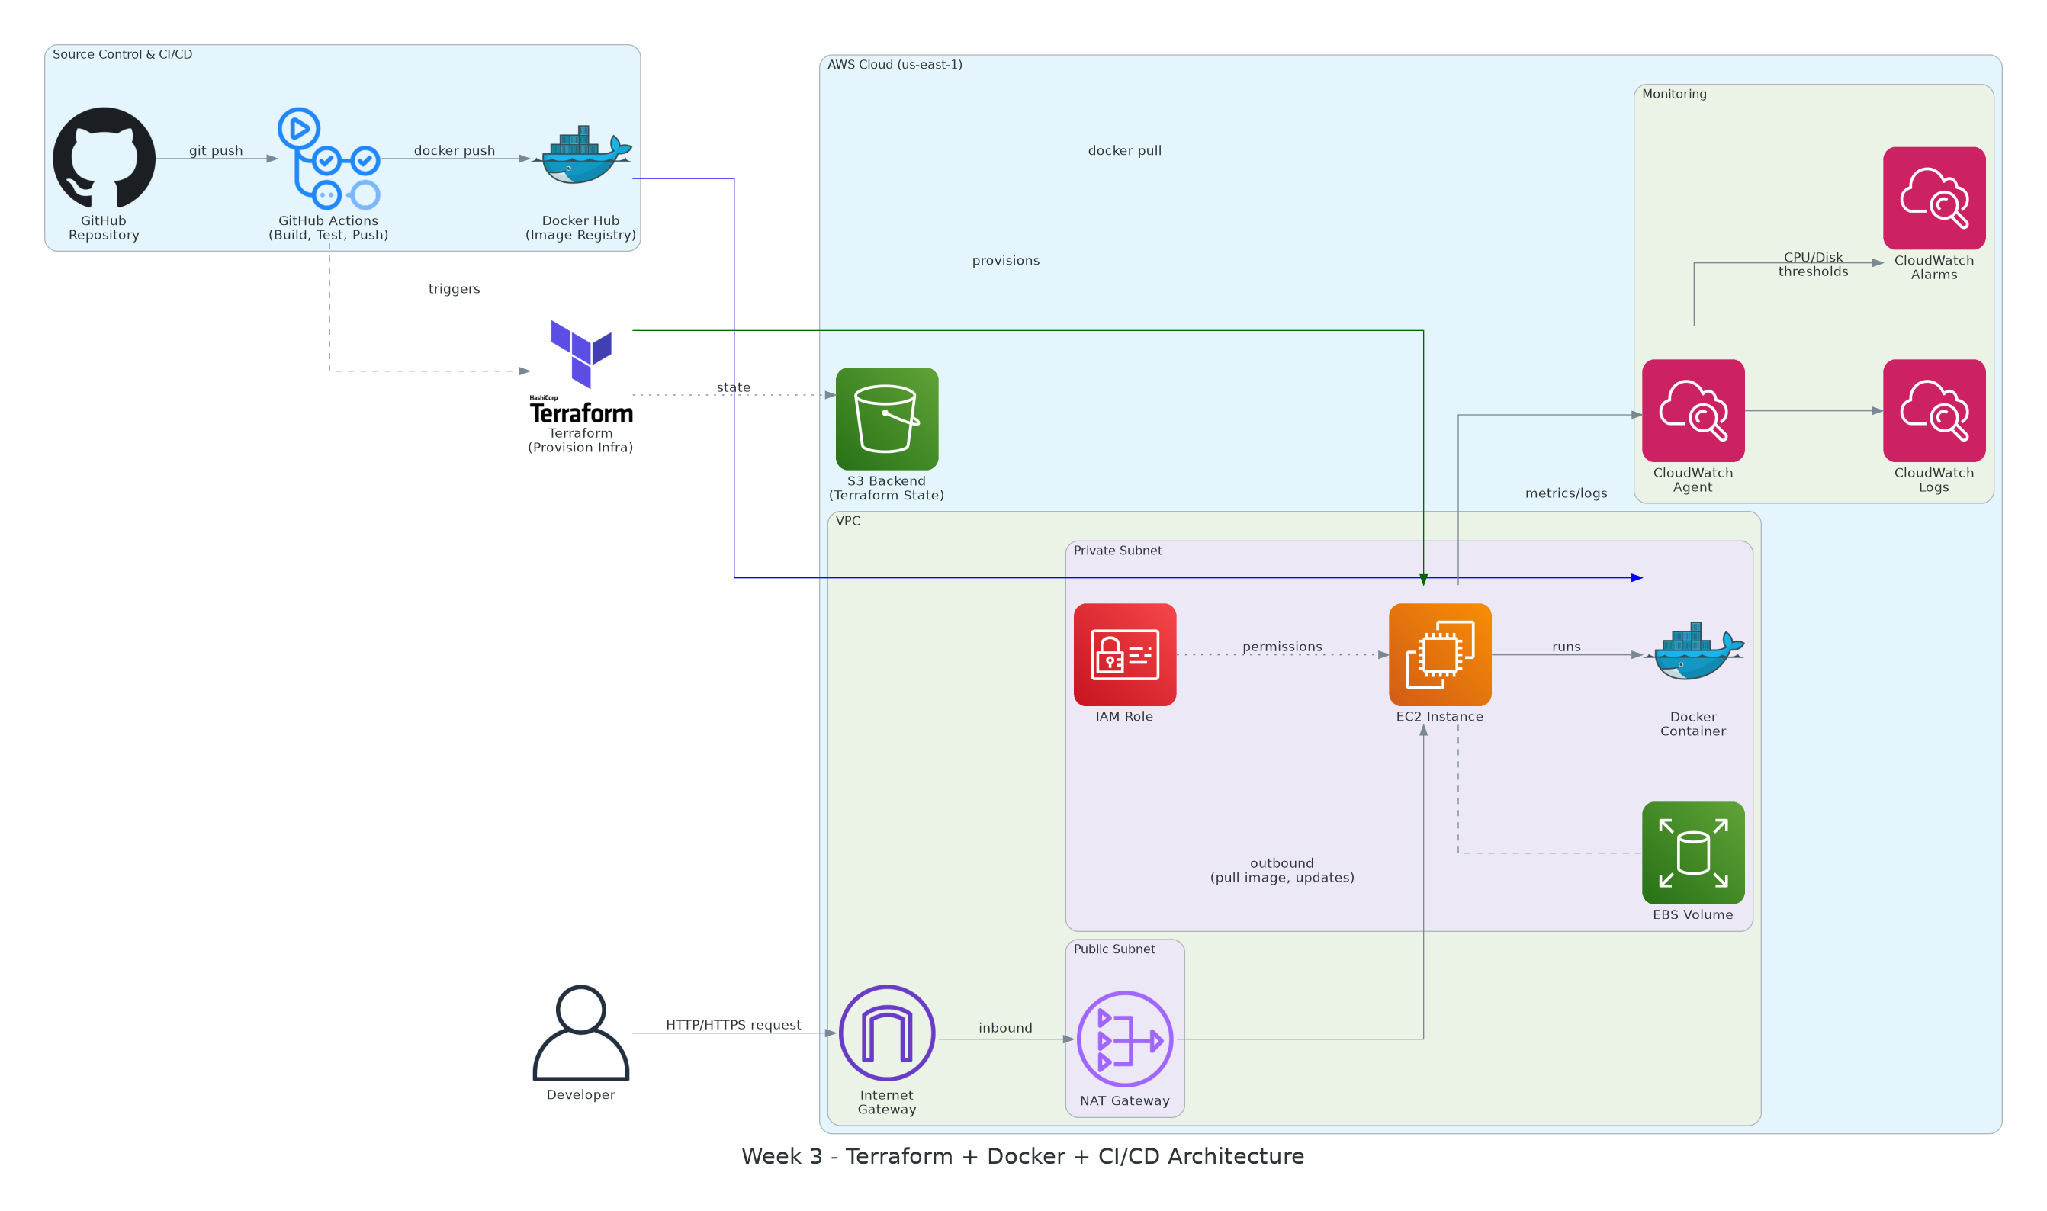 Source Control & CI/CD
git push
docker push
GitHub
Repository
GitHub Actions
(Build, Test, Push)
Docker Hub
(Image Registry)
triggers
HashiCorp
Terraform
Terraform
(Provision Infra)
state
AWS Cloud (us-east-1)
docker pull
provisions
S3 Backend
(Terraform State)
Monitoring
CPU/Disk
thresholds
CloudWatch
Alarms
CloudWatch
Agent
CloudWatch
Logs
metrics/logs
VPC
Private Subnet
permissions
runs
IAM Role
EC2 Instance
Docker
Container
outbound
(pull image, updates)
EBS Volume
Public Subnet
HTTP/HTTPS request
inbound
Developer
Internet
Gateway
NAT Gateway
Week 3 - Terraform + Docker + CI/CD Architecture